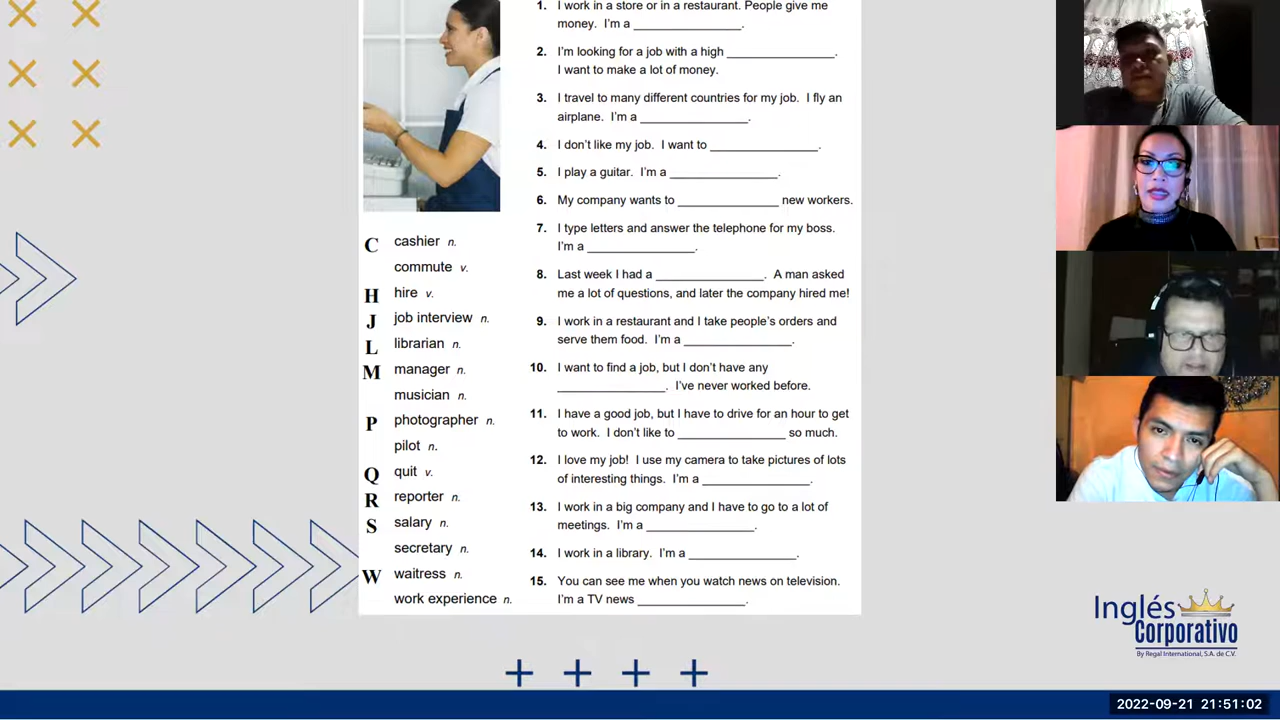 1. I work in a store or in a restaurant. People give me
money. I'm a ________________.
2. I'm looking for a job with a high ________________.
I want to make a lot of money.
3. I travel to many different countries for my job. I fly an
airplane. I'm a ________________.
4. I don't like my job. I want to ________________.
5. I play a guitar. I'm a ________________.
6. My company wants to _______________ new workers.
7. I type letters and answer the telephone for my boss.
I'm a ________________.
8. Last week I had a ________________. A man asked
me a lot of questions, and later the company hired me!
9. I work in a restaurant and I take people's orders and
serve them food. I'm a ________________.
10. I want to find a job, but I don't have any
________________. I've never worked before.
11. I have a good job, but I have to drive for an hour to get
to work. I don't like to ________________ so much.
12. I love my job! I use my camera to take pictures of lots
of interesting things. I'm a ________________.
13. I work in a big company and I have to go to a lot of
meetings. I'm a ________________.
14. I work in a library. I'm a ________________.
15. You can see me when you watch news on television.
I'm a TV news ________________.
C cashier n.
commute v.
H hire v.
J job interview n.
L librarian n.
M manager n.
musician n.
P photographer n.
pilot n.
Q quit v.
R reporter n.
S salary n.
secretary n.
W waitress n.
work experience n.
Inglés
Corporativo
By Regal International, S.A. de C.V.
2022-09-21 21:51:02